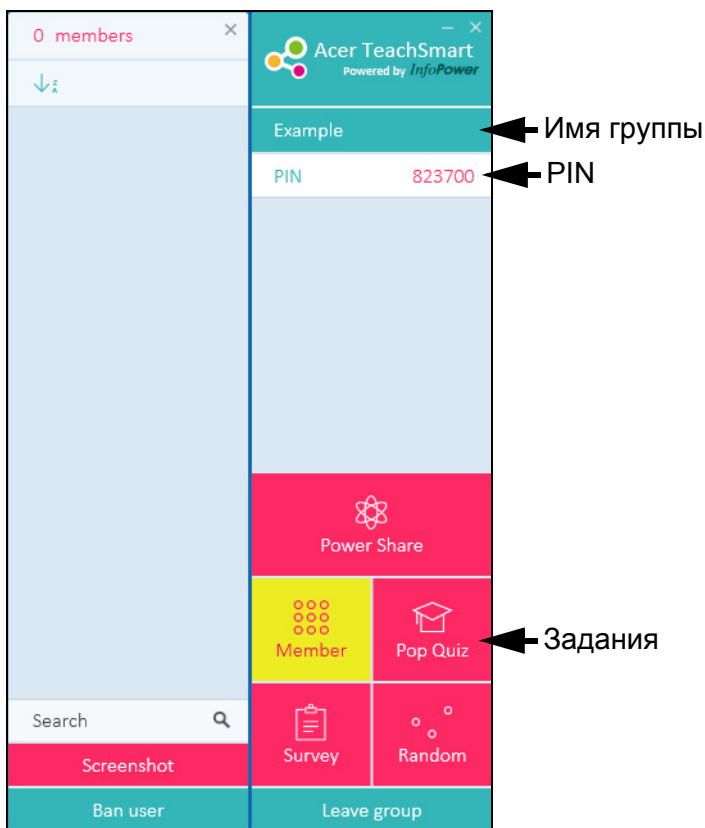 0 members
Acer TeachSmart
Powered by InfoPower
Example
Имя группы
PIN 823700
PIN
Power Share
Member
Pop Quiz
Задания
Survey
Random
Search
Screenshot
Ban user
Leave group